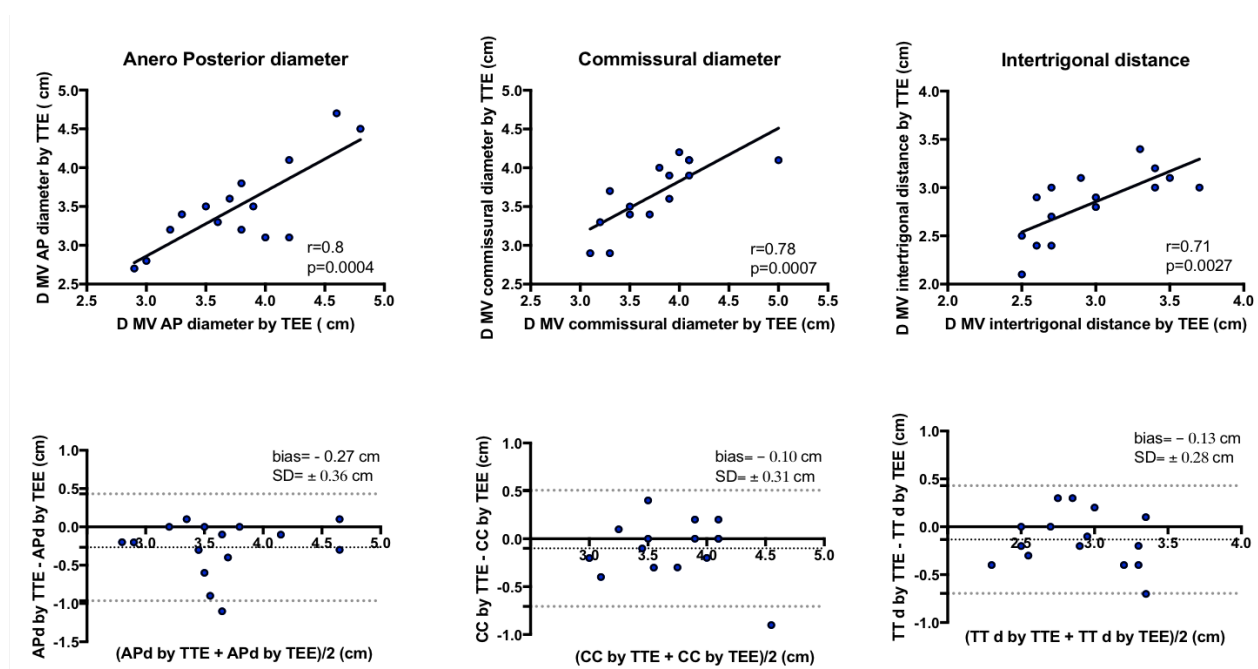 Anero Posterior diameter
D MV AP diameter by TTE ( cm)
5.0
4.5
4.0
3.5
3.0
2.5
r=0.8
p=0.0004
2.5 3.0 3.5 4.0 4.5 5.0
D MV AP diameter by TEE ( cm)
Commissural diameter
D MV commissural diameter by TTE (cm)
5.0
4.5
4.0
3.5
3.0
2.5
r=0.78
p=0.0007
2.5 3.0 3.5 4.0 4.5 5.0 5.5
D MV commissural diameter by TEE (cm)
Intertrigonal distance
D MV intertrigonal distance by TTE (cm)
4.0
3.5
3.0
2.5
2.0
r=0.71
p=0.0027
2.0 2.5 3.0 3.5 4.0
D MV intertrigonal distance by TEE (cm)
APd by TTE - APd by TEE (cm)
1.0
0.5
0.0
-0.5
-1.0
-1.5
bias= - 0.27 cm
SD= ± 0.36 cm
3.0 3.5 4.0 4.5 5.0
(APd by TTE + APd by TEE)/2 (cm)
CC by TTE - CC by TEE (cm)
1.0
0.5
0.0
-0.5
-1.0
bias= − 0.10 cm
SD= ± 0.31 cm
3.0 3.5 4.0 4.5 5.0
(CC by TTE + CC by TEE)/2 (cm)
TT d by TTE - TT d by TEE (cm)
1.0
0.5
0.0
-0.5
-1.0
bias= − 0.13 cm
SD= ± 0.28 cm
2.5 3.0 3.5 4.0
(TT d by TTE + TT d by TEE)/2 (cm)